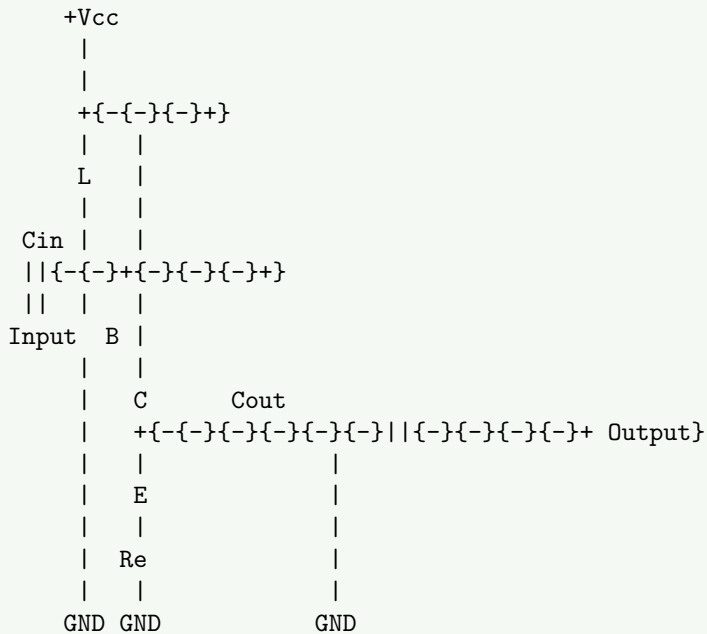 +Vcc
|
|
+{-{-}{-}+}
| |
L |
| |
Cin | |
||{-{-}+{-}{-}{-}+}
|| | |
Input B |
| |
| C Cout
| +{-{-}{-}{-}{-}{-}||{-}{-}{-}{-}+ Output}
| | |
| E |
| | |
| Re |
| | |
GND GND GND